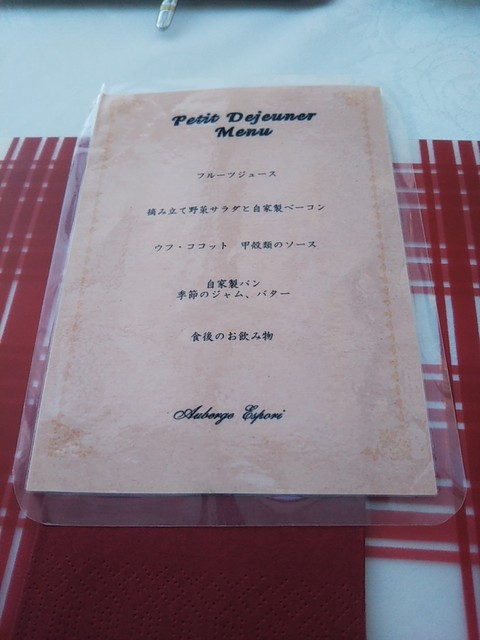 Petit Dejeuner
Menu
フルーツジュース
摘み立て野菜サラダと自家製ベーコン
ウフ・ココット　甲殻類のソース
自家製パン
季節のジャム、バター
食後のお飲み物
Auberge Espori